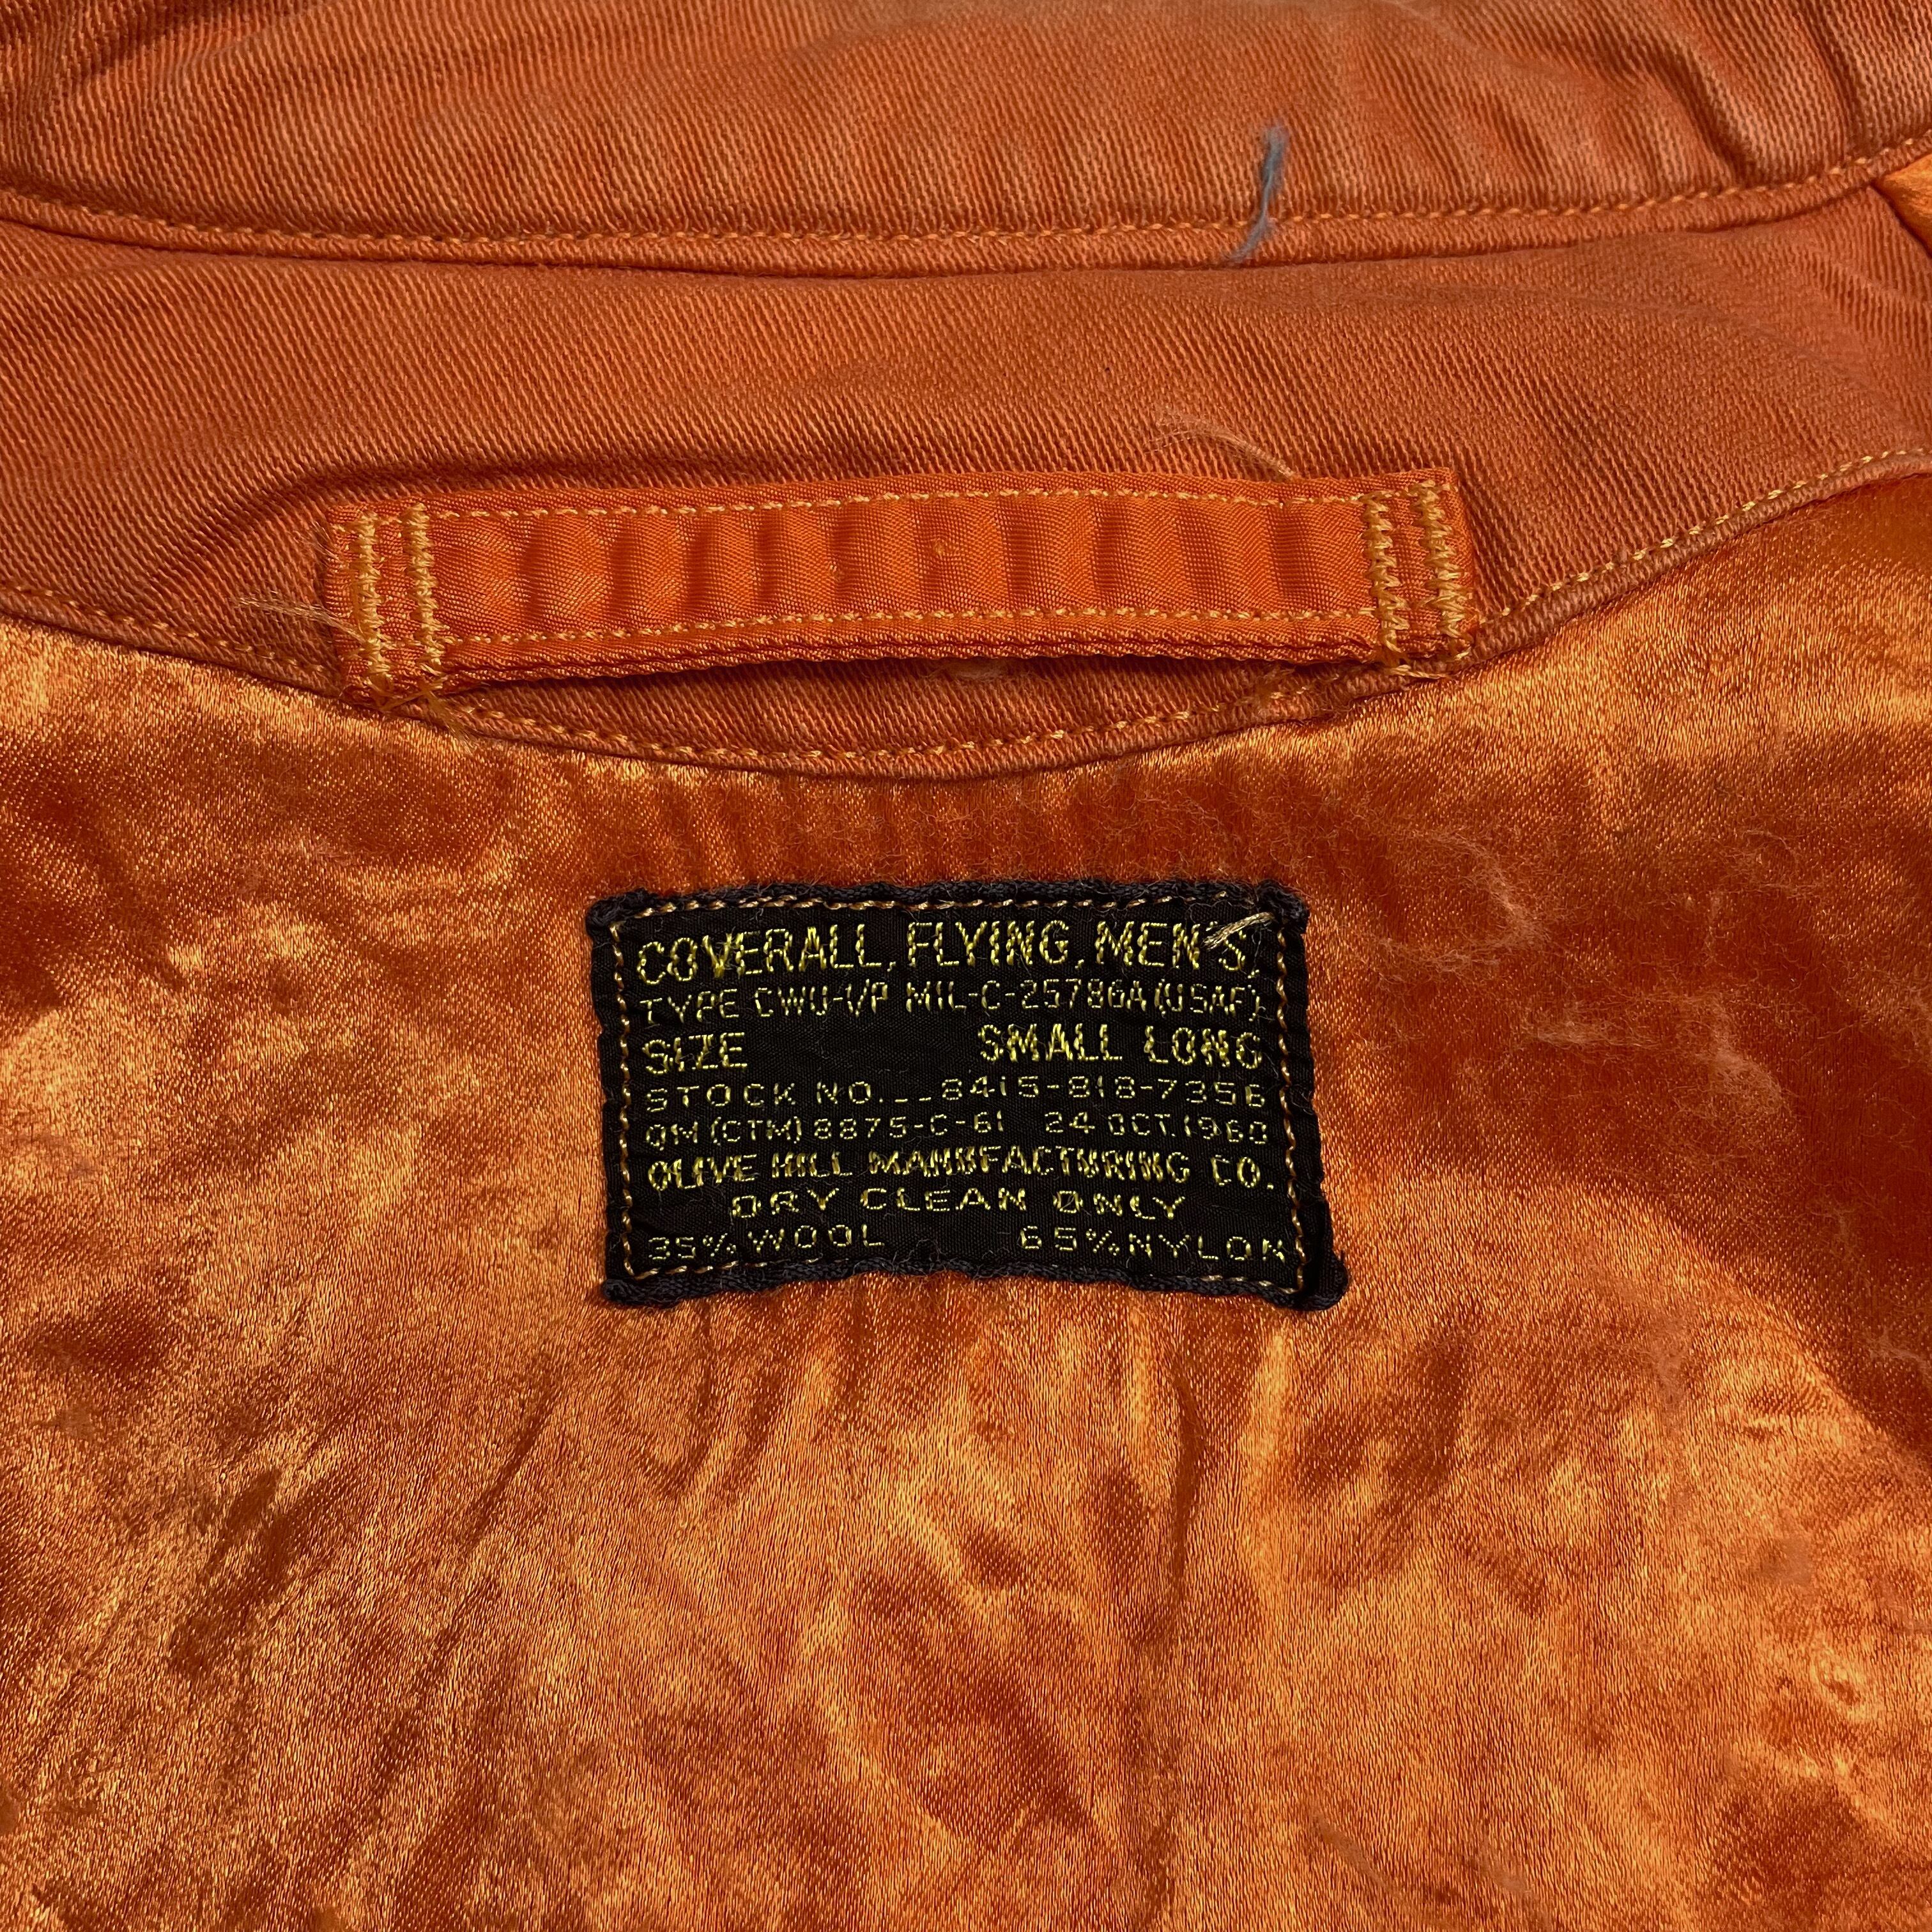 COVERALL, FLYING, MEN'S,
TYPE CWU-1/P MIL-C-25786A (USAF)
SIZE SMALL LONG
STOCK NO.__8415-818-7356
QM (CTM) 8875-C-61 24 OCT. 1960
OLIVE HILL MANUFACTURING CO.
DRY CLEAN ONLY
35% WOOL 65% NYLON